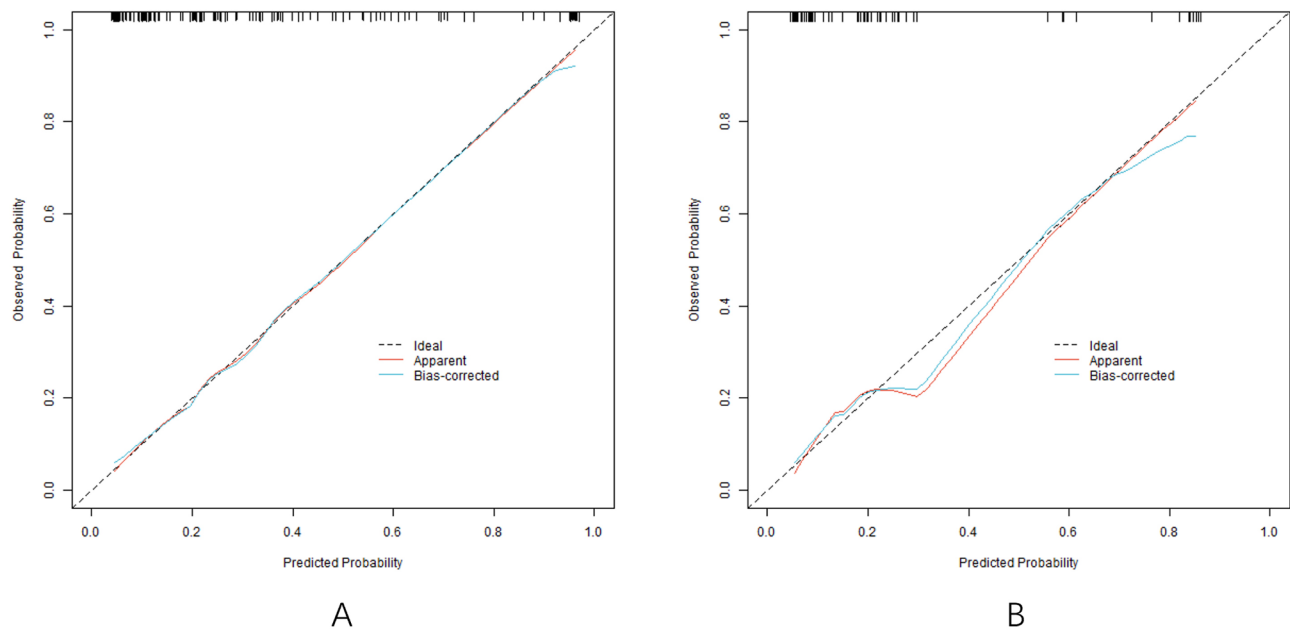 1.0
0.8
0.6
0.4
0.2
0.0
Observed Probability
Ideal
Apparent
Bias-corrected
0.0 0.2 0.4 0.6 0.8 1.0
Predicted Probability
A
1.0
0.8
0.6
0.4
0.2
0.0
Observed Probability
Ideal
Apparent
Bias-corrected
0.0 0.2 0.4 0.6 0.8 1.0
Predicted Probability
B